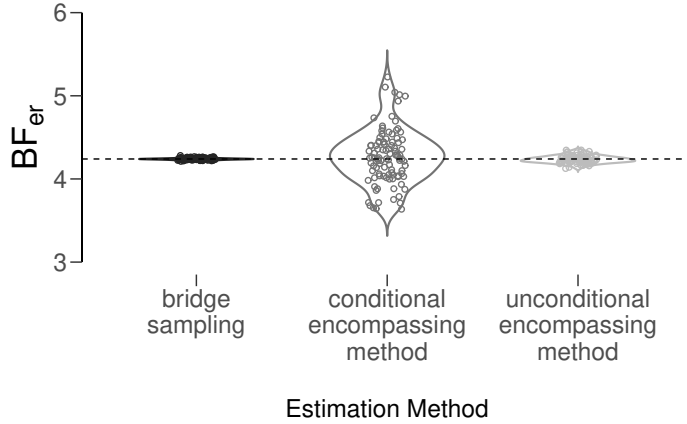 6
5
4
3
BFer
bridge
sampling
conditional
encompassing
method
unconditional
encompassing
method
Estimation Method